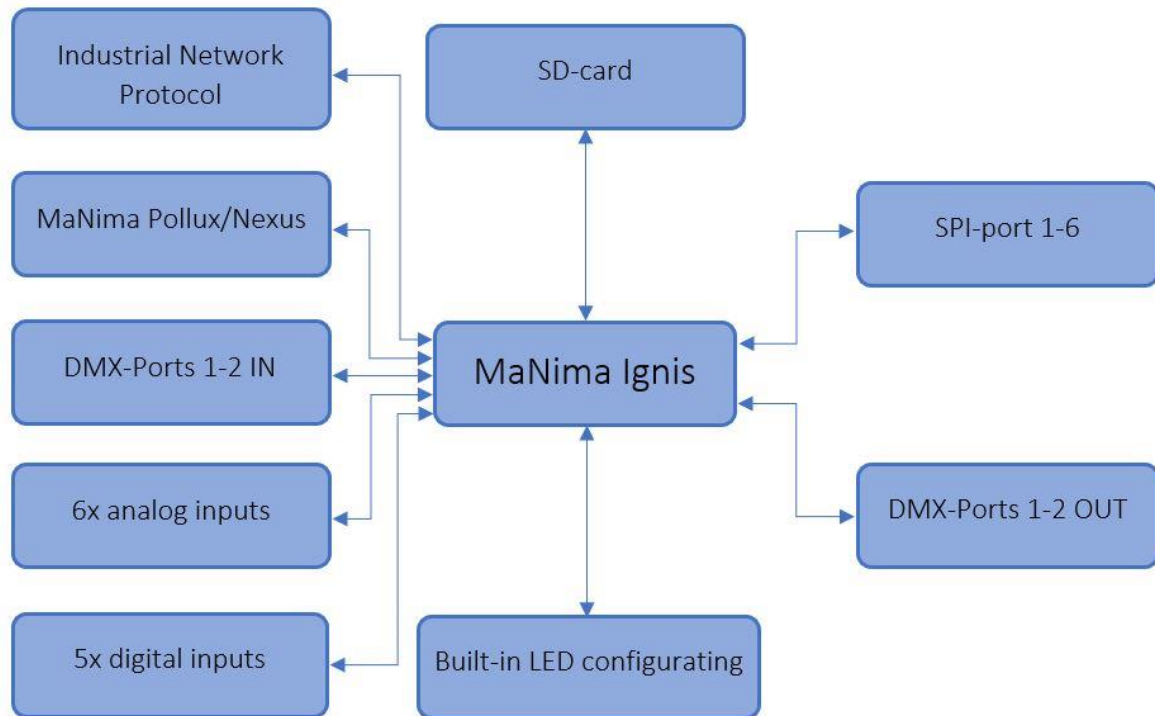 Industrial Network
Protocol
SD-card
MaNima Pollux/Nexus
SPI-port 1-6
DMX-Ports 1-2 IN
MaNima Ignis
6x analog inputs
DMX-Ports 1-2 OUT
5x digital inputs
Built-in LED configurating